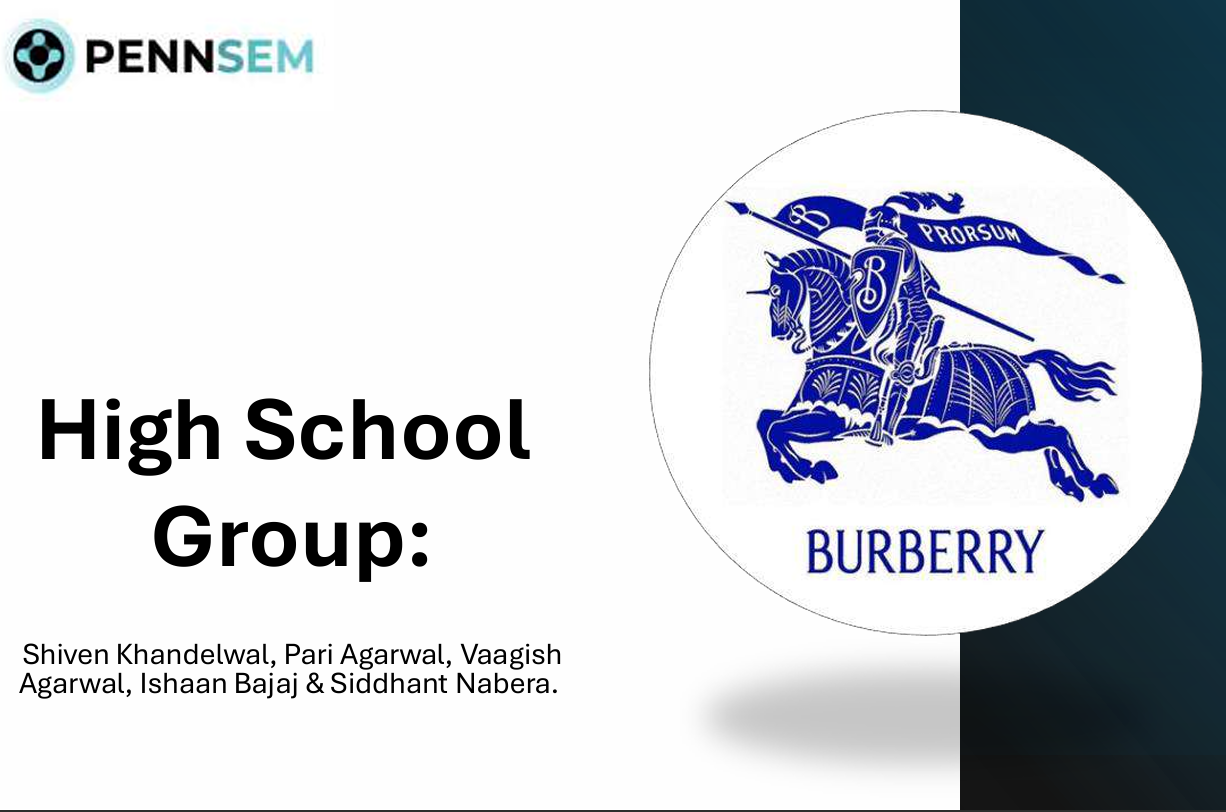 PENNSEM
B PRORSUM
B
High School
Group:
BURBERRY
Shiven Khandelwal, Pari Agarwal, Vaagish
Agarwal, Ishaan Bajaj & Siddhant Nabera.